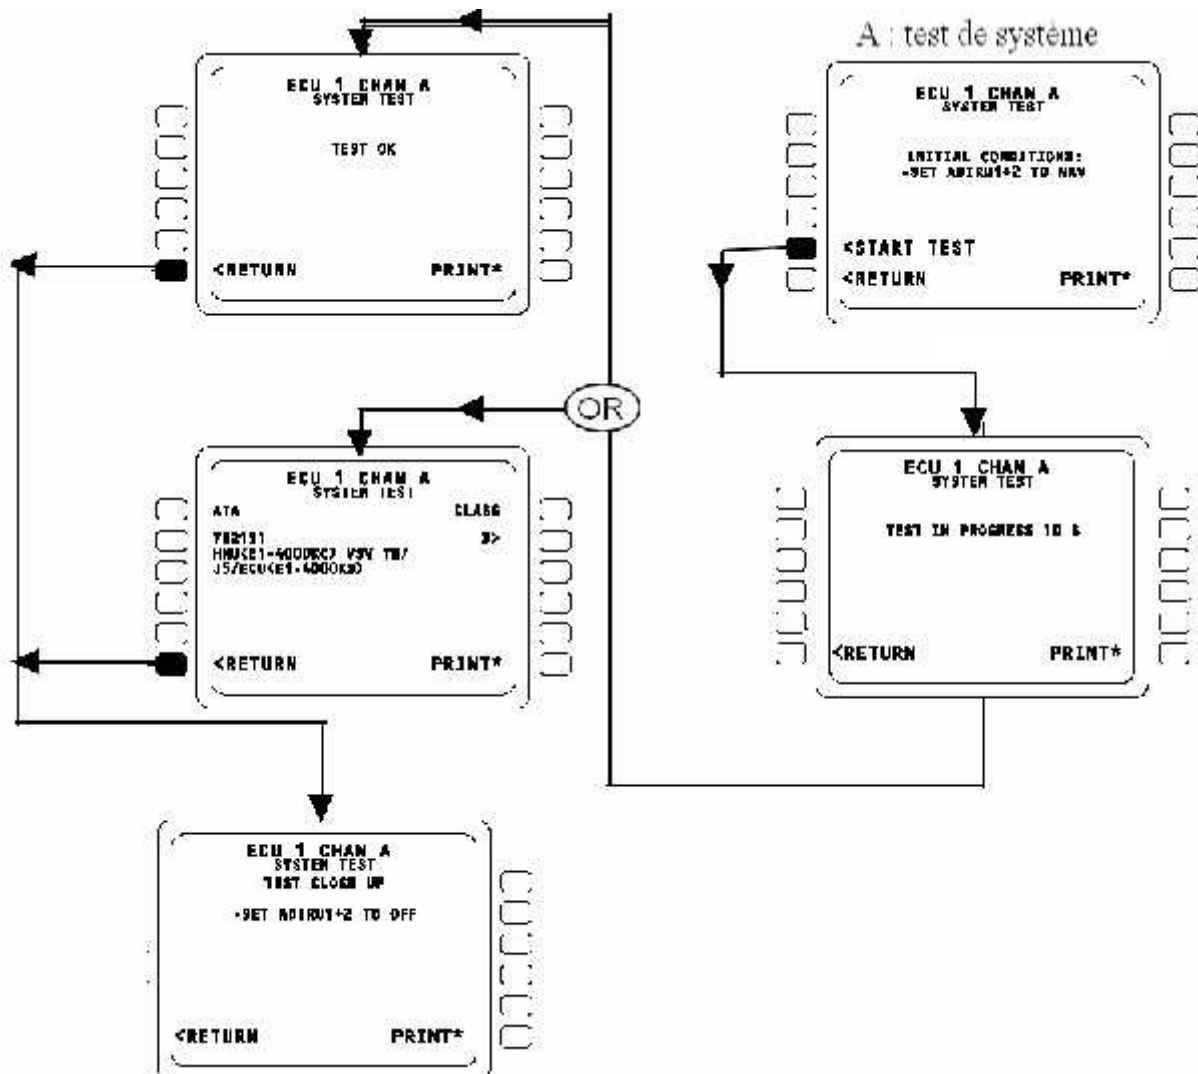 A : test de système
ECU 1 CHAN A
SYSTEM TEST
TEST OK
<RETURN PRINT*
ECU 1 CHAN A
SYSTEM TEST
INITIAL CONDITIONS:
-SET ADIRU1+2 TO NAV
<START TEST
<RETURN PRINT*
OR
ECU 1 CHAN A
SYSTEM TEST
ATA CLASS
VSV
<RETURN PRINT*
ECU 1 CHAN A
SYSTEM TEST
TEST IN PROGRESS 10 S
<RETURN PRINT*
ECU 1 CHAN A
SYSTEM TEST
TEST CLOSE UP
-SET ADIRU1+2 TO OFF
<RETURN PRINT*